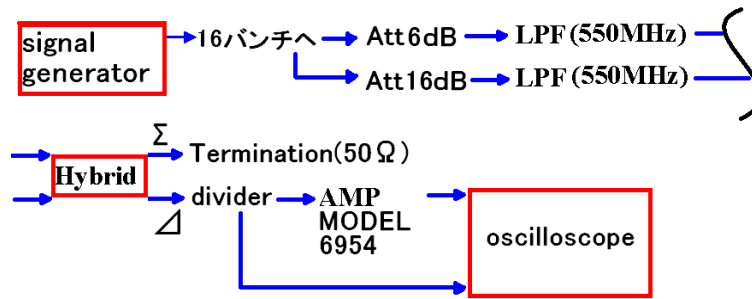 signal
generator
16バンチへ
Att6dB
LPF(550MHz)
Att16dB
LPF(550MHz)
Σ
Termination(50Ω)
Hybrid
divider
AMP
MODEL
6954
⊿
oscilloscope